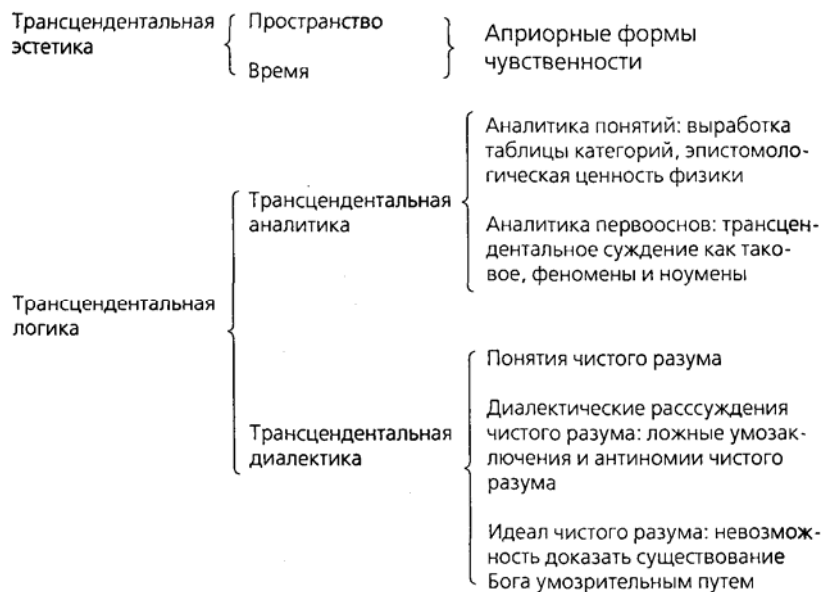 Трансцендентальная
эстетика
Пространство
Время
Априорные формы
чувственности
Трансцендентальная
логика
Трансцендентальная
аналитика
Аналитика понятий: выработка
таблицы категорий, эпистомоло-
гическая ценность физики
Аналитика первооснов: трансцен-
дентальное суждение как тако-
вое, феномены и ноумены
Трансцендентальная
диалектика
Понятия чистого разума
Диалектические расссуждения
чистого разума: ложные умозак-
лючения и антиномии чистого
разума
Идеал чистого разума: невозмож-
ность доказать существование
Бога умозрительным путем